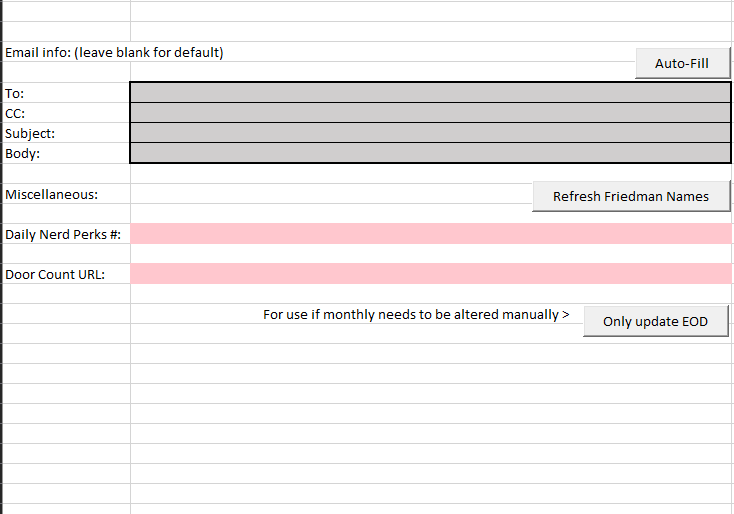 Email info: (leave blank for default)
Auto-Fill
To:
CC:
Subject:
Body:
Miscellaneous:
Refresh Friedman Names
Daily Nerd Perks #:
Door Count URL:
For use if monthly needs to be altered manually >
Only update EOD